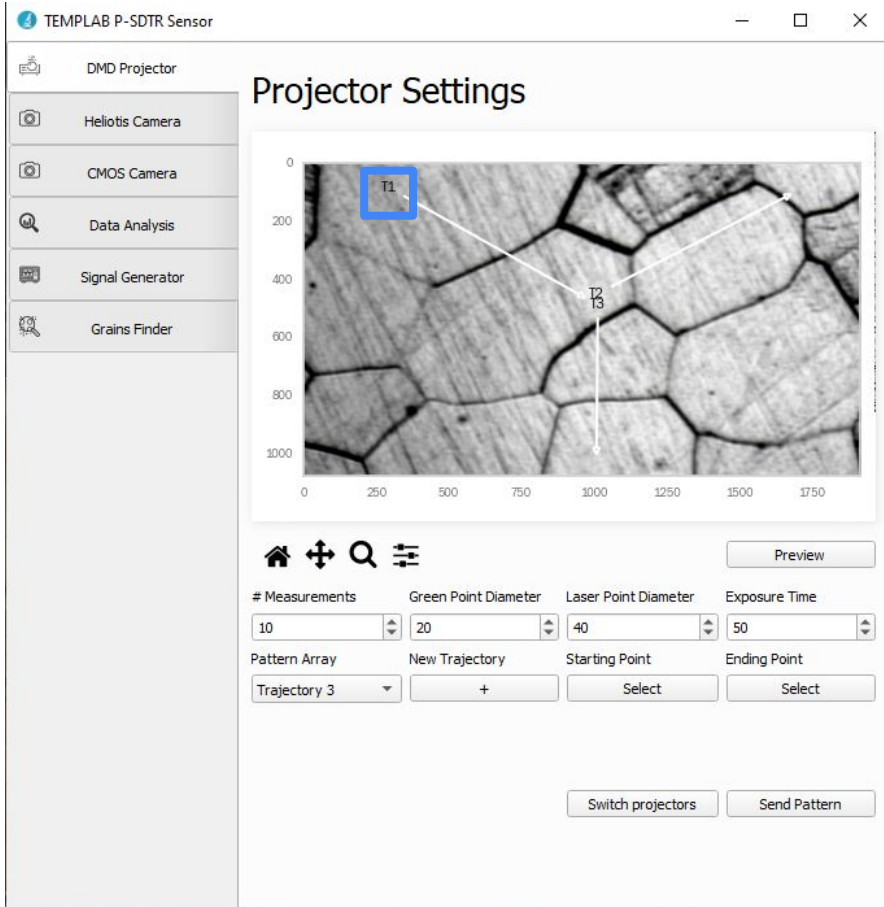 TEMPLAB P-SDTR Sensor
DMD Projector
Heliotis Camera
CMOS Camera
Data Analysis
Signal Generator
Grains Finder
Projector Settings
0
200
400
600
800
1000
T1
T2
T3
0 250 500 750 1000 1250 1500 1750
Preview
# Measurements Green Point Diameter Laser Point Diameter Exposure Time
10 20 40 50
Pattern Array New Trajectory Starting Point Ending Point
Trajectory 3 + Select Select
Switch projectors Send Pattern